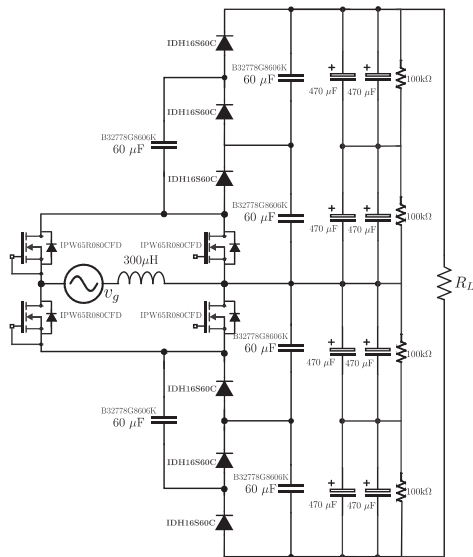 IDH16S60C
B32778G8606K
60 μF
+
+
470 μF
470 μF
100kΩ
B32778G8606K
60 μF
IDH16S60C
IDH16S60C
B32778G8606K
60 μF
+
+
470 μF
470 μF
100kΩ
IPW65R080CFD
IPW65R080CFD
300μH
v_g
R_L
IPW65R080CFD
IPW65R080CFD
B32778G8606K
60 μF
+
+
470 μF
470 μF
100kΩ
B32778G8606K
60 μF
IDH16S60C
IDH16S60C
B32778G8606K
60 μF
+
+
470 μF
470 μF
100kΩ
IDH16S60C